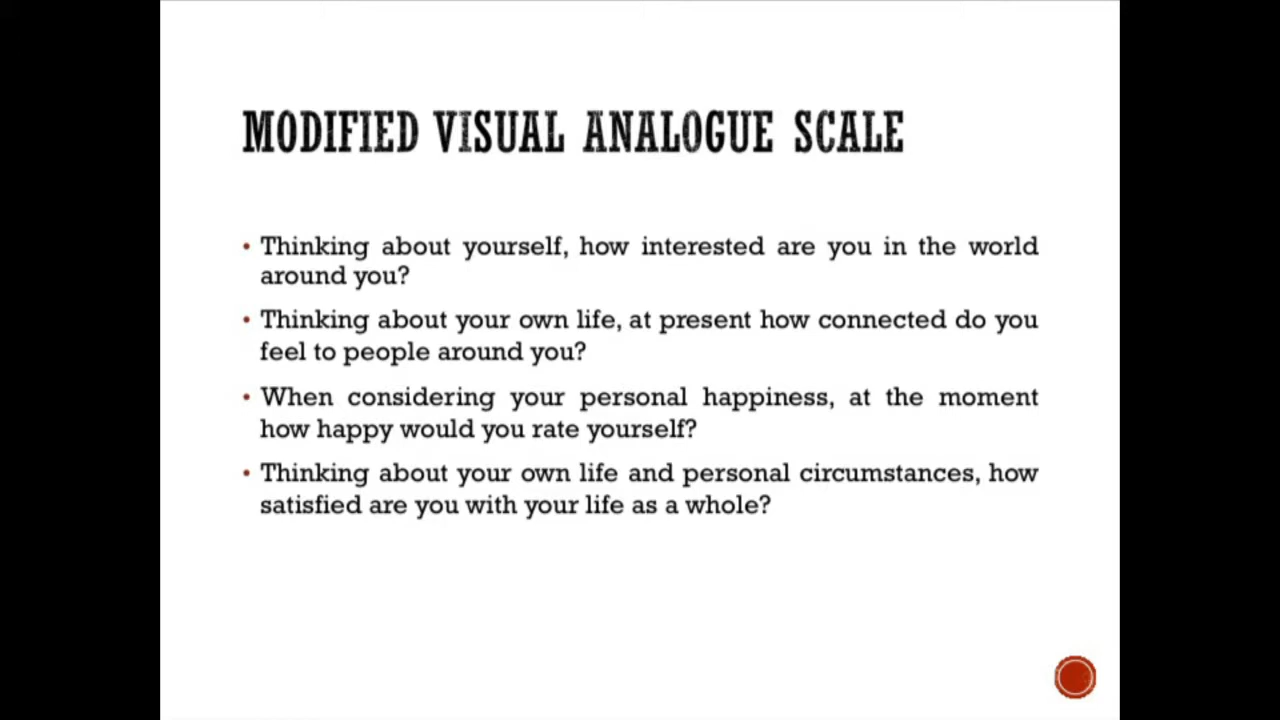 MODIFIED VISUAL ANALOGUE SCALE
• Thinking about yourself, how interested are you in the world
around you?
• Thinking about your own life, at present how connected do you
feel to people around you?
• When considering your personal happiness, at the moment
how happy would you rate yourself?
• Thinking about your own life and personal circumstances, how
satisfied are you with your life as a whole?